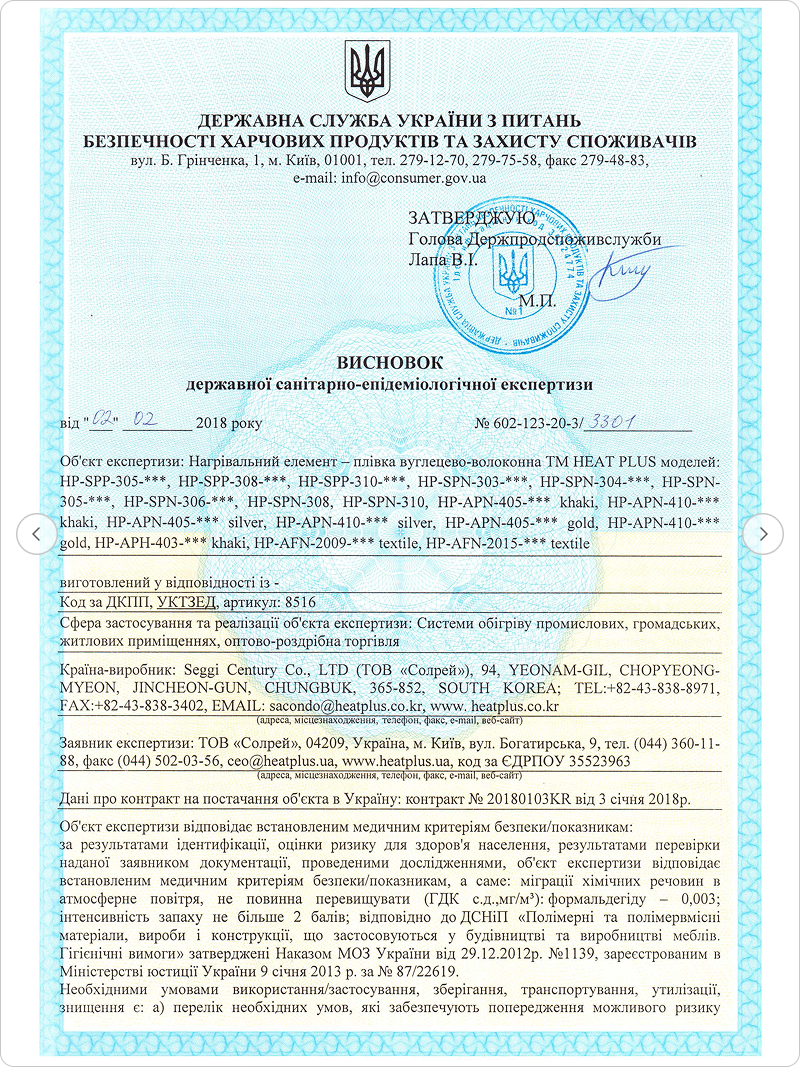 ДЕРЖАВНА СЛУЖБА УКРАЇНИ З ПИТАНЬ
БЕЗПЕЧНОСТІ ХАРЧОВИХ ПРОДУКТІВ ТА ЗАХИСТУ СПОЖИВАЧІВ
вул. Б. Грінченка, 1, м. Київ, 01001, тел. 279-12-70, 279-75-58, факс 279-48-83,
e-mail: info@consumer.gov.ua
ЗАТВЕРДЖУЮ
Голова Держпродспоживслужби
Лапа В.І.
М.П.
№1
ВИСНОВОК
державної санітарно-епідеміологічної експертизи
від "02" 02 2018 року № 602-123-20-3/ 3301
Об'єкт експертизи: Нагрівальний елемент – плівка вуглецево-волоконна ТМ HEAT PLUS моделей:
HP-SPP-305-***, HP-SPP-308-***, HP-SPP-310-***, HP-SPN-303-***, HP-SPN-304-***, HP-SPN-
305-***, HP-SPN-306-***, HP-SPN-308, HP-SPN-310, HP-APN-405-*** khaki, HP-APN-410-***
khaki, HP-APN-405-*** silver, HP-APN-410-*** silver, HP-APN-405-*** gold, HP-APN-410-***
gold, HP-APH-403-*** khaki, HP-AFN-2009-*** textile, HP-AFN-2015-*** textile
виготовлений у відповідності із -
Код за ДКПП, УКТЗЕД, артикул: 8516
Сфера застосування та реалізації об'єкта експертизи: Системи обігріву промислових, громадських,
житлових приміщеннях, оптово-роздрібна торгівля
Країна-виробник: Seggi Century Co., LTD (ТОВ «Солрей»), 94, YEONAM-GIL, CHOPYEONG-
MYEON, JINCHEON-GUN, CHUNGBUK, 365-852, SOUTH KOREA; TEL:+82-43-838-8971,
FAX:+82-43-838-3402, EMAIL: sacondo@heatplus.co.kr, www. heatplus.co.kr
(адреса, місцезнаходження, телефон, факс, e-mail, веб-сайт)
Заявник експертизи: ТОВ «Солрей», 04209, Україна, м. Київ, вул. Богатирська, 9, тел. (044) 360-11-
88, факс (044) 502-03-56, ceo@heatplus.ua, www.heatplus.ua, код за ЄДРПОУ 35523963
(адреса, місцезнаходження, телефон, факс, e-mail, веб-сайт)
Дані про контракт на постачання об'єкта в Україну: контракт № 20180103KR від 3 січня 2018р.
Об'єкт експертизи відповідає встановленим медичним критеріям безпеки/показникам:
за результатами ідентифікації, оцінки ризику для здоров'я населення, результатами перевірки
наданої заявником документації, проведеними дослідженнями, об'єкт експертизи відповідає
встановленим медичним критеріям безпеки/показникам, а саме: міграції хімічних речовин в
атмосферне повітря, не повинна перевищувати (ГДК с.д.,мг/м³): формальдегіду – 0,003;
інтенсивність запаху не більше 2 балів; відповідно до ДСНіП «Полімерні та полімервмісні
матеріали, вироби і конструкції, що застосовуються у будівництві та виробництві меблів.
Гігієнічні вимоги» затверджені Наказом МОЗ України від 29.12.2012р. №1139, зареєстрованим в
Міністерстві юстиції України 9 січня 2013 р. за № 87/22619.
Необхідними умовами використання/застосування, зберігання, транспортування, утилізації,
знищення є: а) перелік необхідних умов, які забезпечують попередження можливого ризику